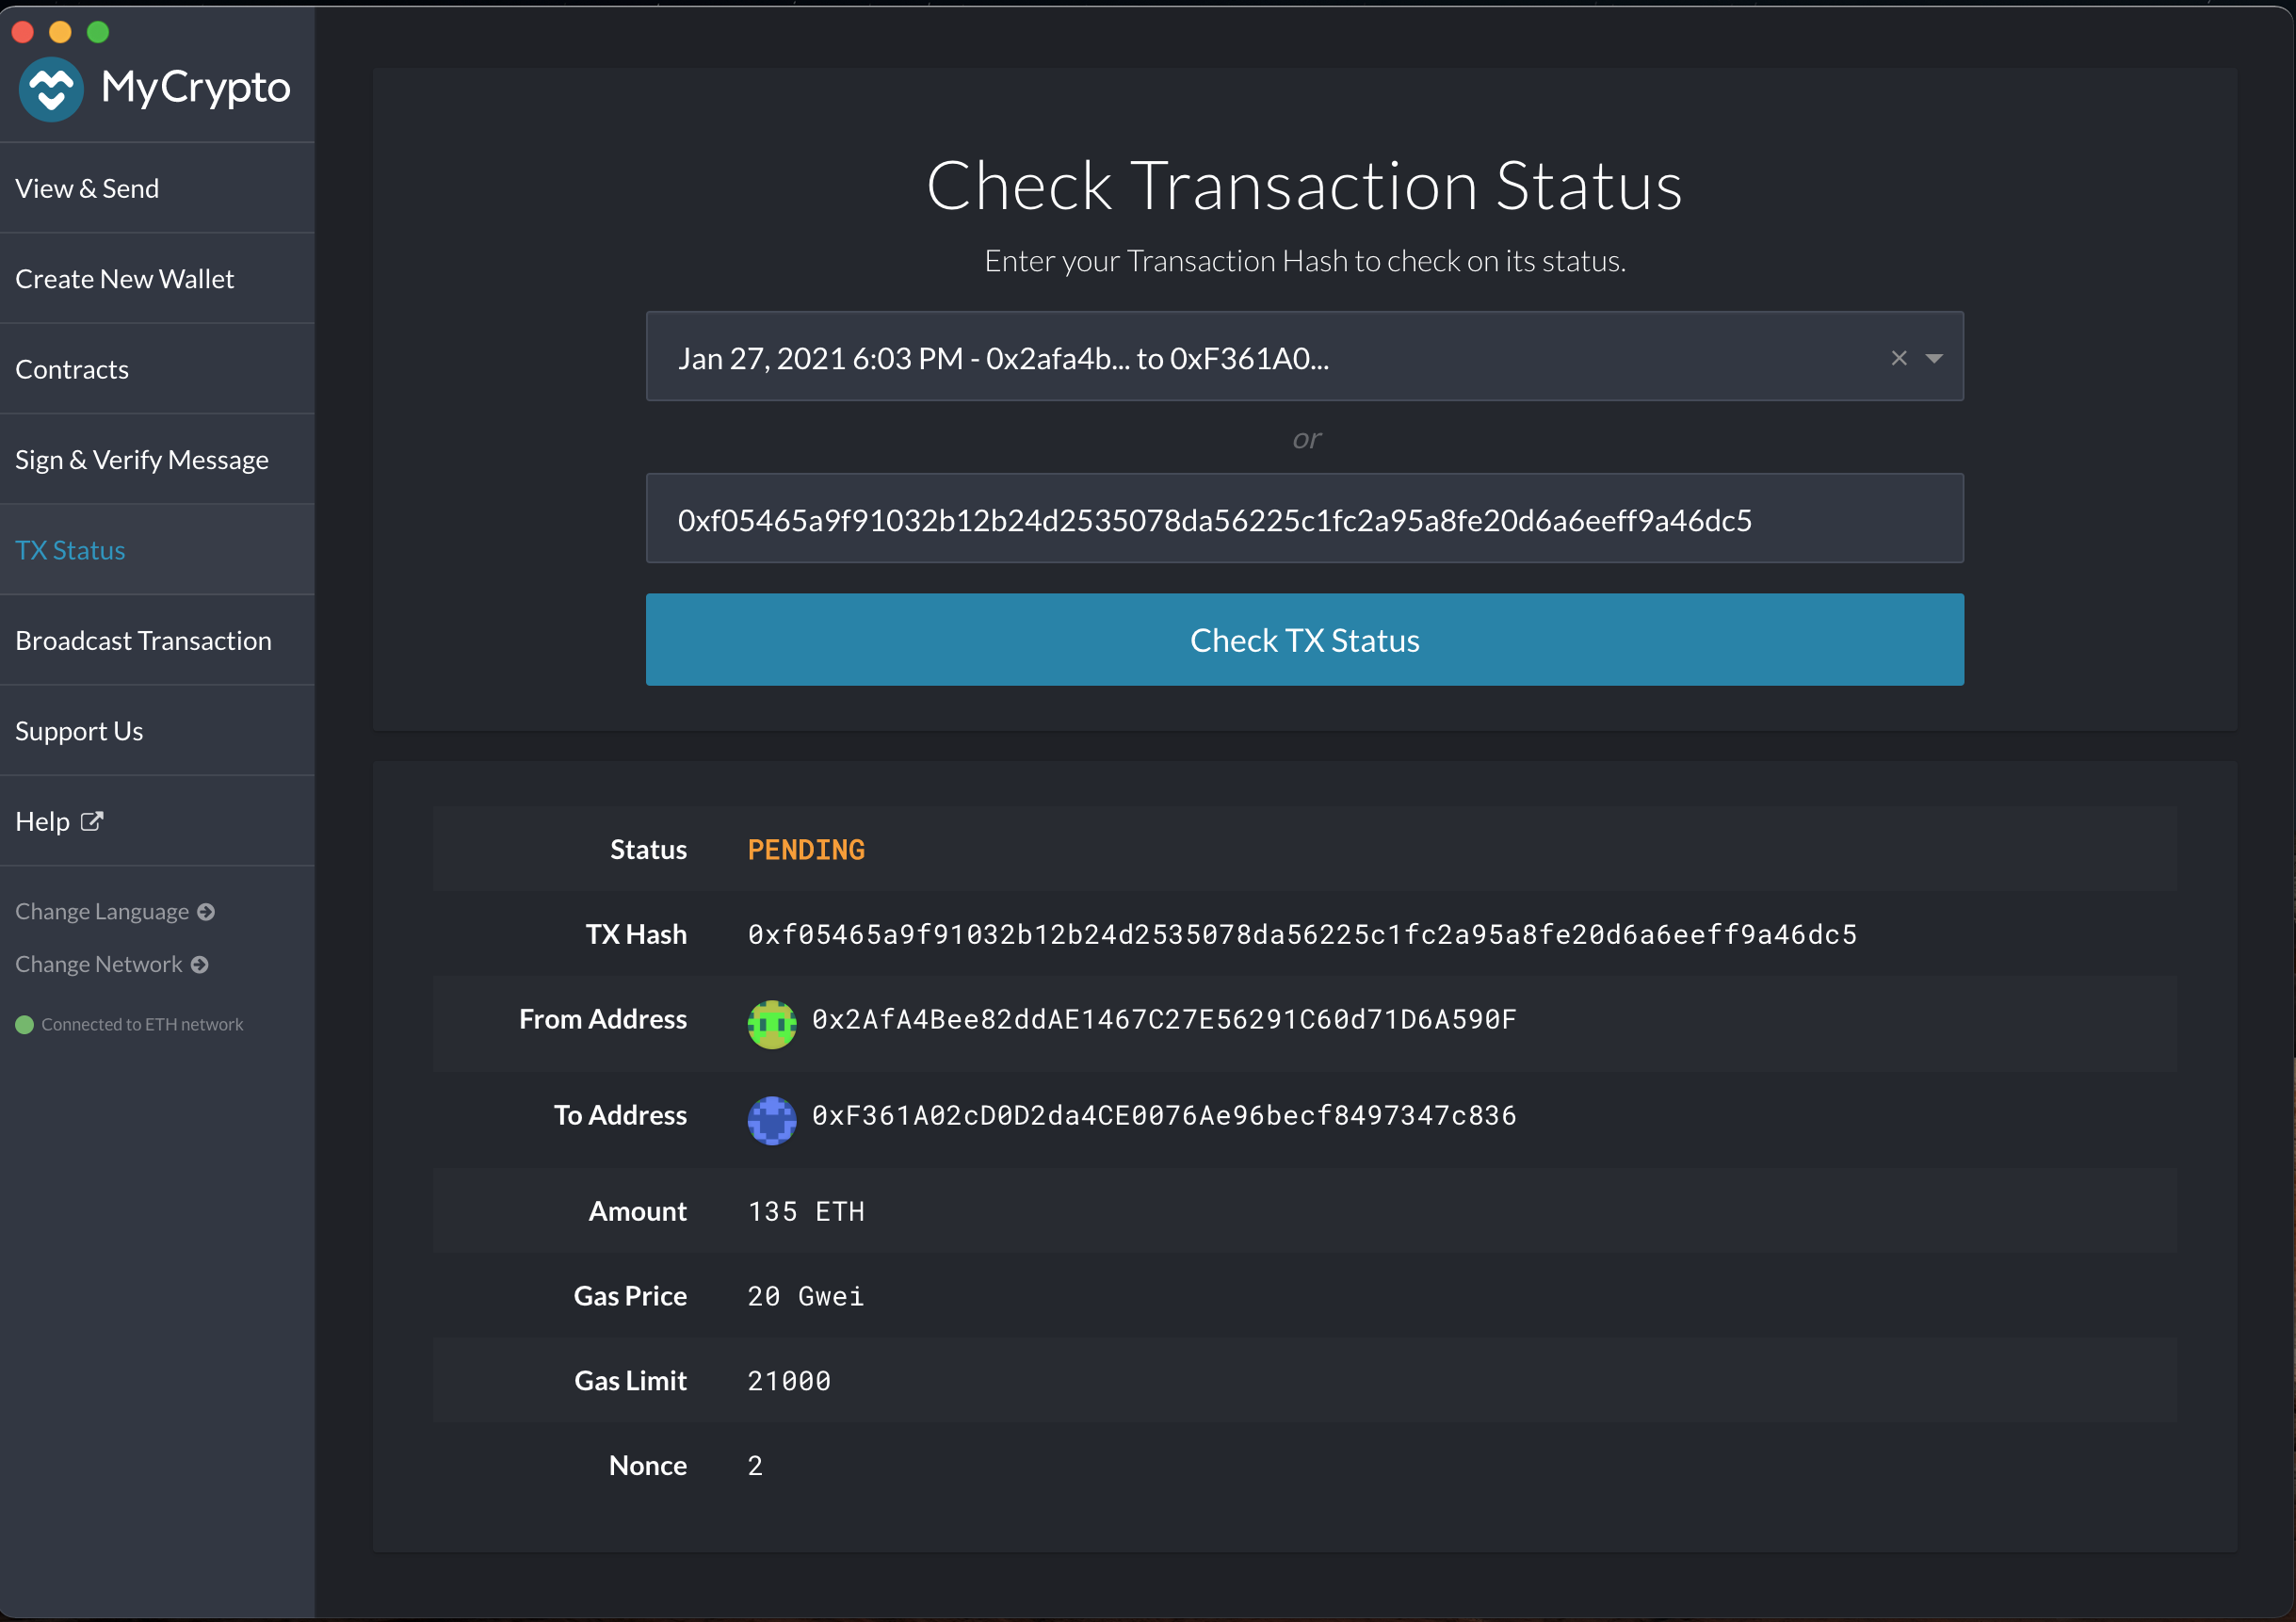 MyCrypto
View & Send
Create New Wallet
Contracts
Sign & Verify Message
TX Status
Broadcast Transaction
Support Us
Help
Change Language
Change Network
Connected to ETH network
Check Transaction Status
Enter your Transaction Hash to check on its status.
Jan 27, 2021 6:03 PM - 0x2afa4b... to 0xF361A0...
or
0xf05465a9f91032b12b24d2535078da56225c1fc2a95a8fe20d6a6eeff9a46dc5
Check TX Status
Status PENDING
TX Hash 0xf05465a9f91032b12b24d2535078da56225c1fc2a95a8fe20d6a6eeff9a46dc5
From Address 0x2AfA4Bee82ddAE1467C27E56291C60d71D6A590F
To Address 0xF361A02cD0D2da4CE0076Ae96becf8497347c836
Amount 135 ETH
Gas Price 20 Gwei
Gas Limit 21000
Nonce 2